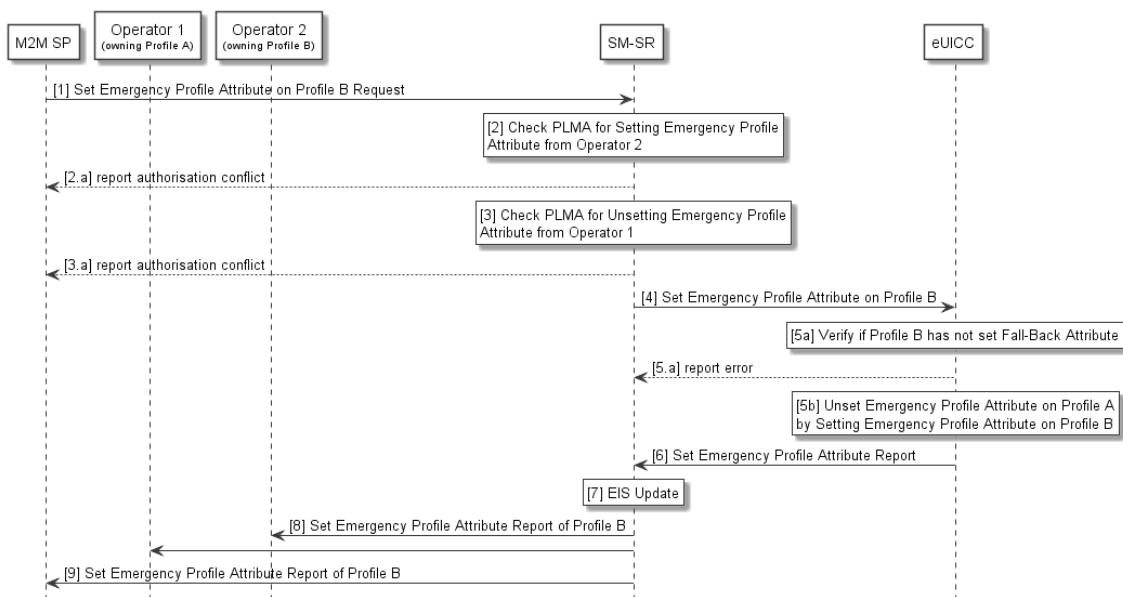 M2M SP
Operator 1
(owning Profile A)
Operator 2
(owning Profile B)
SM-SR
eUICC
[1] Set Emergency Profile Attribute on Profile B Request
[2] Check PLMA for Setting Emergency Profile
Attribute from Operator 2
[2.a] report authorisation conflict
[3] Check PLMA for Unsetting Emergency Profile
Attribute from Operator 1
[3.a] report authorisation conflict
[4] Set Emergency Profile Attribute on Profile B
[5a] Verify if Profile B has not set Fall-Back Attribute
[5.a] report error
[5b] Unset Emergency Profile Attribute on Profile A
by Setting Emergency Profile Attribute on Profile B
[6] Set Emergency Profile Attribute Report
[7] EIS Update
[8] Set Emergency Profile Attribute Report of Profile B
[9] Set Emergency Profile Attribute Report of Profile B